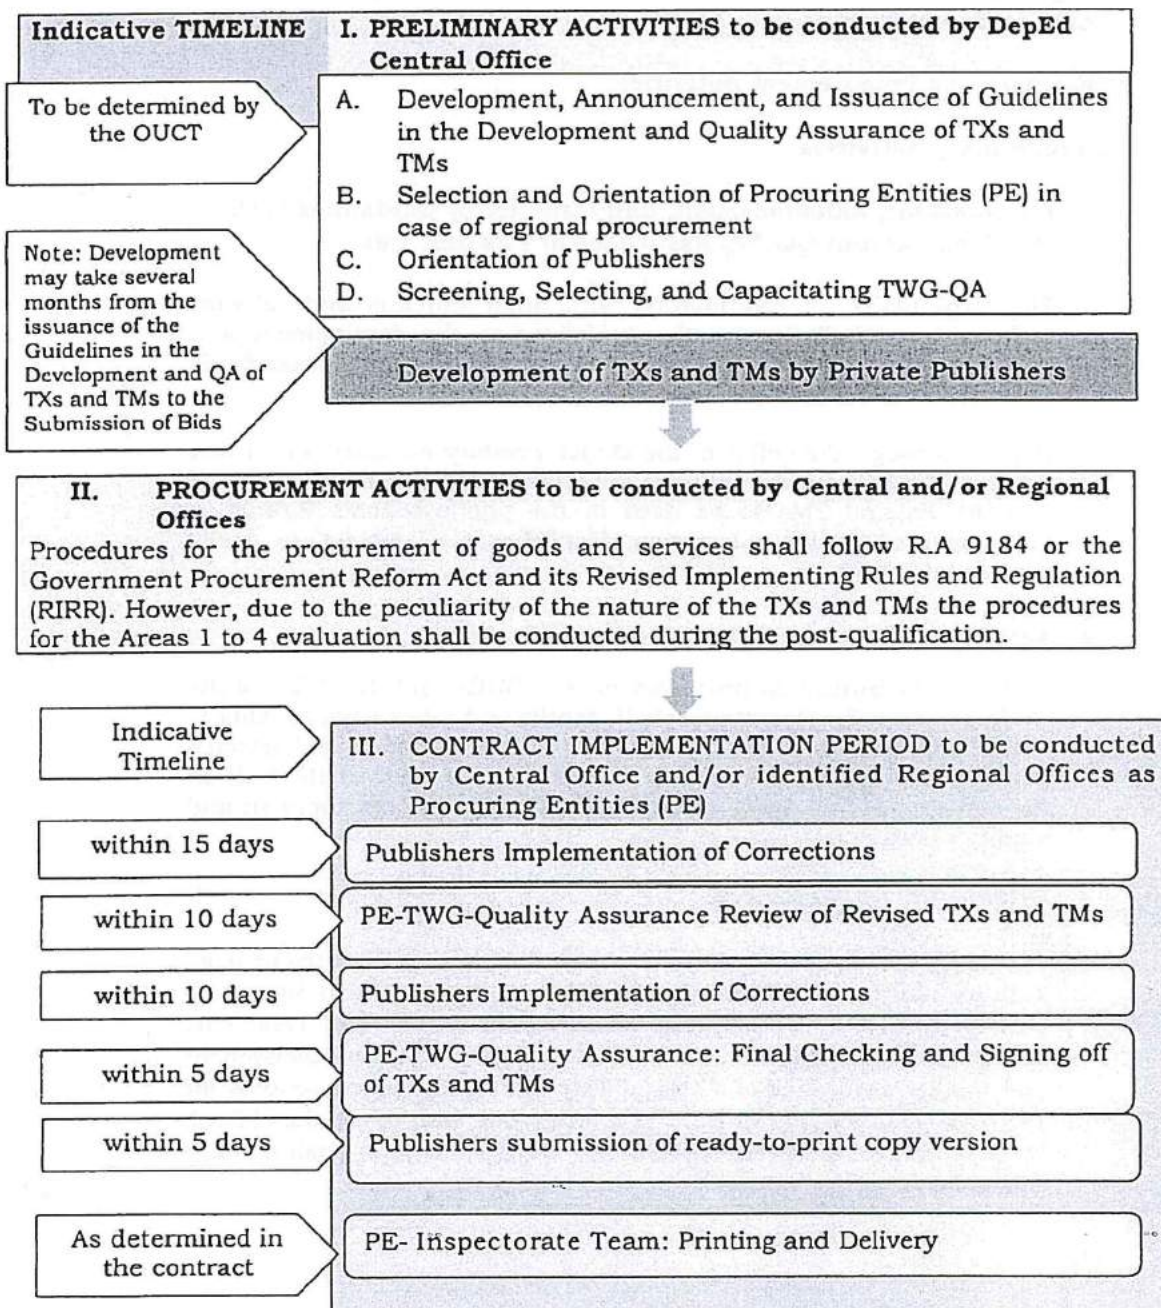 Indicative TIMELINE
I. PRELIMINARY ACTIVITIES to be conducted by DepEd
Central Office
To be determined by
the OUCT
A. Development, Announcement, and Issuance of Guidelines
in the Development and Quality Assurance of TXs and
TMs
B. Selection and Orientation of Procuring Entities (PE) in
case of regional procurement
C. Orientation of Publishers
D. Screening, Selecting, and Capacitating TWG-QA
Note: Development
may take several
months from the
issuance of the
Guidelines in the
Development and QA of
TXs and TMs to the
Submission of Bids
Development of TXs and TMs by Private Publishers
II. PROCUREMENT ACTIVITIES to be conducted by Central and/or Regional
Offices
Procedures for the procurement of goods and services shall follow R.A 9184 or the
Government Procurement Reform Act and its Revised Implementing Rules and Regulation
(RIRR). However, due to the peculiarity of the nature of the TXs and TMs the procedures
for the Areas 1 to 4 evaluation shall be conducted during the post-qualification.
Indicative
Timeline
III. CONTRACT IMPLEMENTATION PERIOD to be conducted
by Central Office and/or identified Regional Offices as
Procuring Entities (PE)
within 15 days
Publishers Implementation of Corrections
within 10 days
PE-TWG-Quality Assurance Review of Revised TXs and TMs
within 10 days
Publishers Implementation of Corrections
within 5 days
PE-TWG-Quality Assurance: Final Checking and Signing off
of TXs and TMs
within 5 days
Publishers submission of ready-to-print copy version
As determined in
the contract
PE- Inspectorate Team: Printing and Delivery